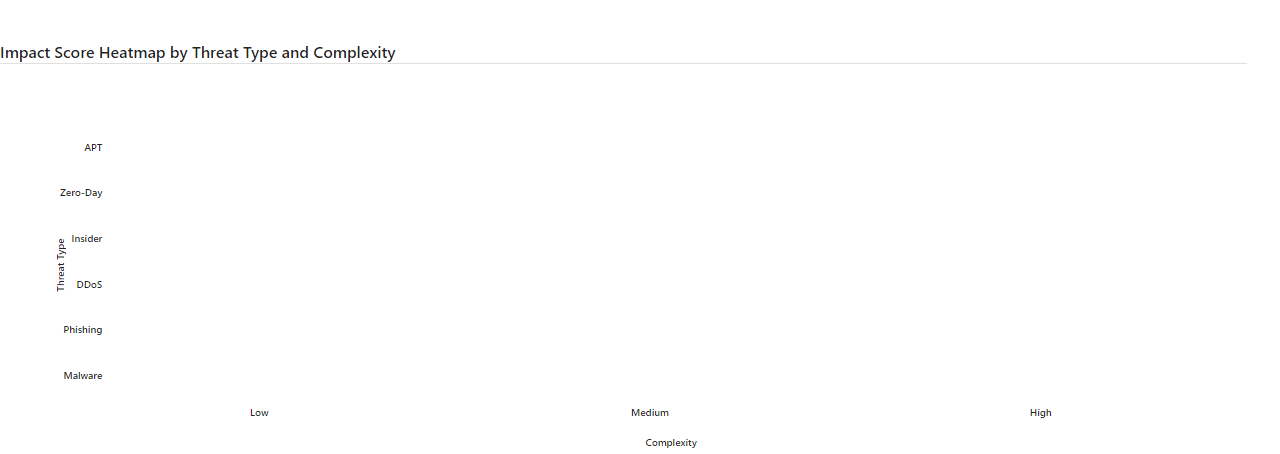 Impact Score Heatmap by Threat Type and Complexity
APT
Zero-Day
Insider
Threat Type
DDoS
Phishing
Malware
Low
Medium
High
Complexity